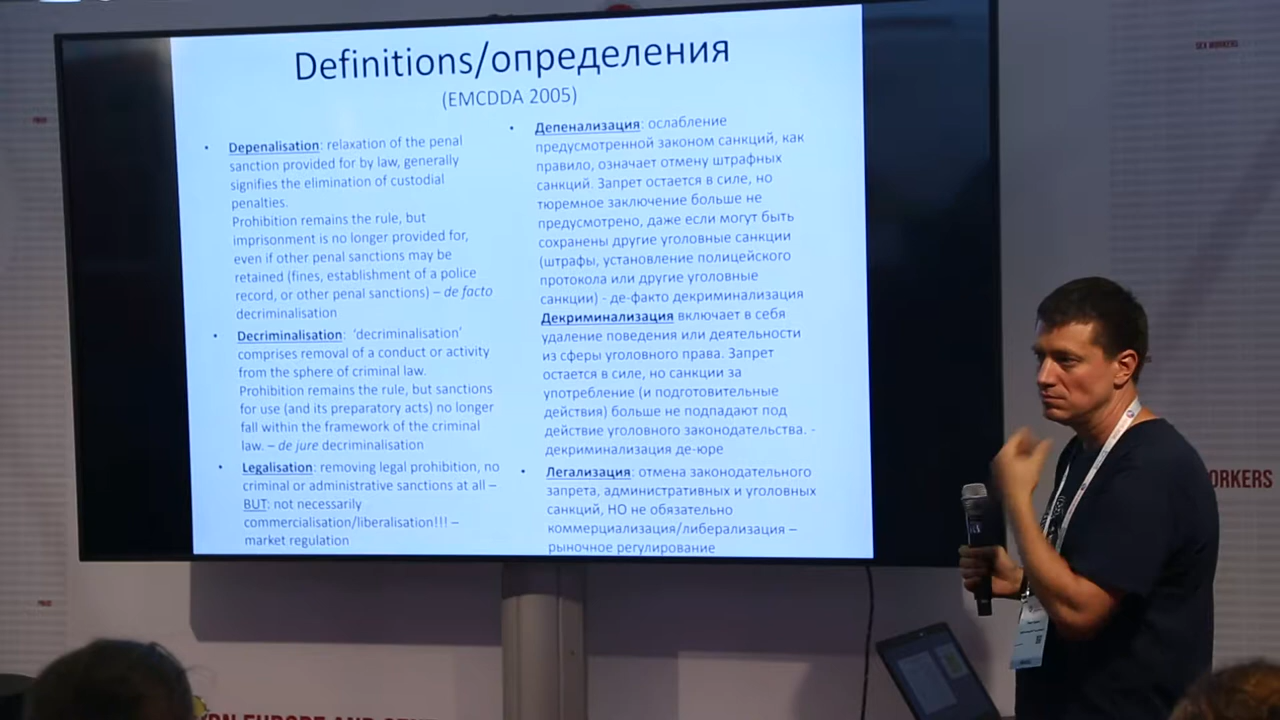 Definitions/определения
(EMCDDA 2005)
• Depenalisation: relaxation of the penal
sanction provided for by law, generally
signifies the elimination of custodial
penalties.
Prohibition remains the rule, but
imprisonment is no longer provided for,
even if other penal sanctions may be
retained (fines, establishment of a police
record, or other penal sanctions) – de facto
decriminalisation
• Decriminalisation: ‘decriminalisation’
comprises removal of a conduct or activity
from the sphere of criminal law.
Prohibition remains the rule, but sanctions
for use (and its preparatory acts) no longer
fall within the framework of the criminal
law. – de jure decriminalisation
• Legalisation: removing legal prohibition, no
criminal or administrative sanctions at all –
BUT: not necessarily
commercialisation/liberalisation!!! –
market regulation
• Депенализация: ослабление
предусмотренной законом санкций, как
правило, означает отмену штрафных
санкций. Запрет остается в силе, но
тюремное заключение больше не
предусмотрено, даже если могут быть
сохранены другие уголовные санкции
(штрафы, установление полицейского
протокола или другие уголовные
санкции) - де-факто декриминализация
Декриминализация включает в себя
удаление поведения или деятельности
из сферы уголовного права. Запрет
остается в силе, но санкции за
употребление (и подготовительные
действия) больше не подпадают под
действие уголовного законодательства. -
декриминализация де-юре
• Легализация: отмена законодательного
запрета, административных и уголовных
санкций, НО не обязательно
коммерциализация/либерализация –
рыночное регулирование
SEX WORKERS
ORKERS
EUROPE AND